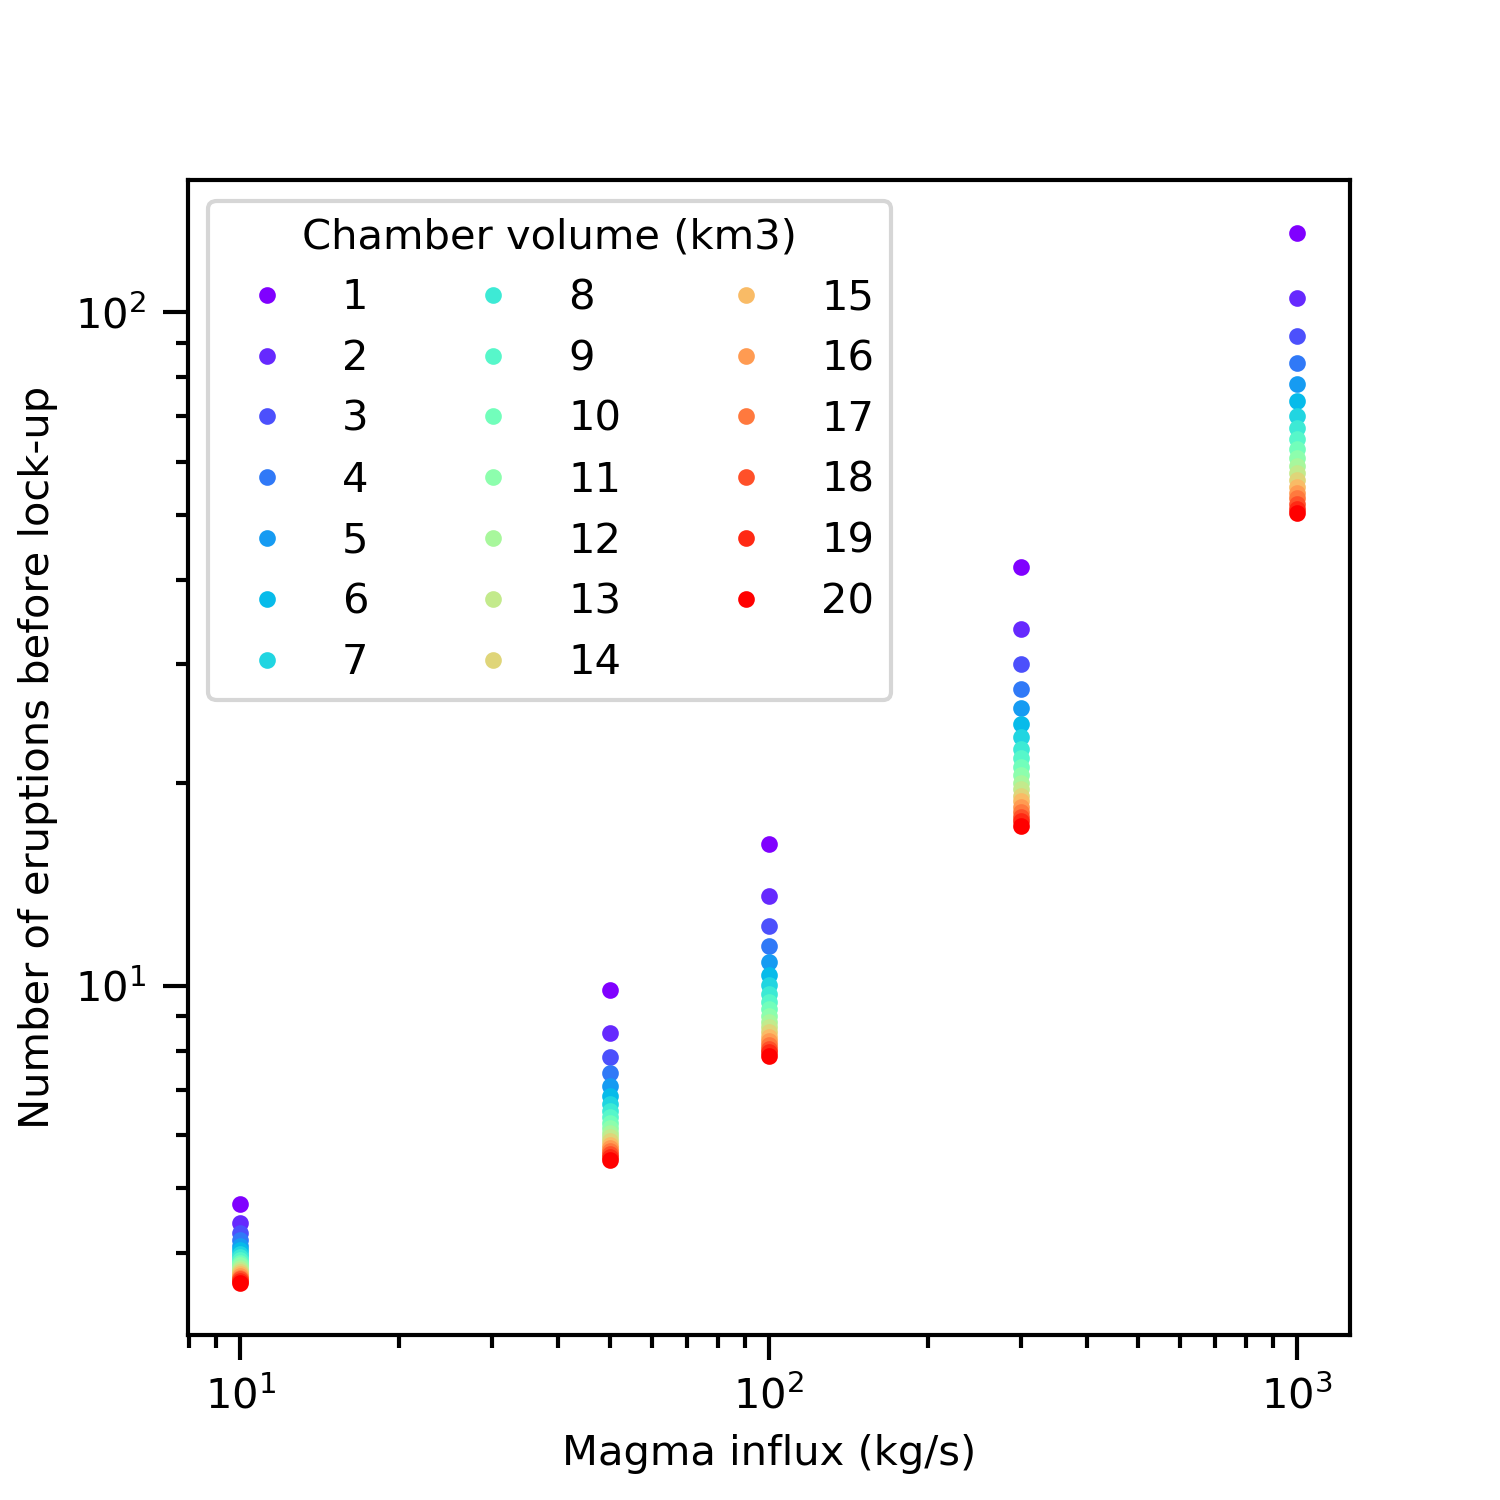 Chamber volume (km3)
1 8 15
2 9 16
3 10 17
4 11 18
5 12 19
6 13 20
7 14
10²
10¹
Number of eruptions before lock-up
10¹ 10² 10³
Magma influx (kg/s)